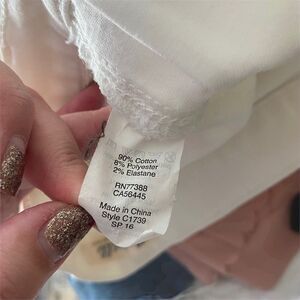 90% Cotton
8% Polyester
2% Elastane
RN77388
CA56445
Made in China
Style C1739
SP 16